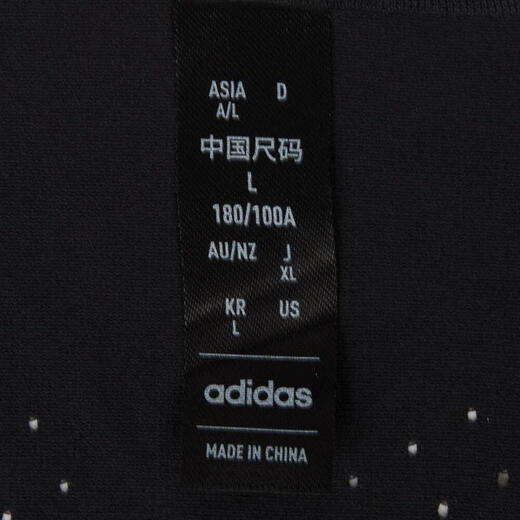 ASIA D
A/L
中国尺码
L
180/100A
AU/NZ J
XL
KR US
L
adidas
MADE IN CHINA